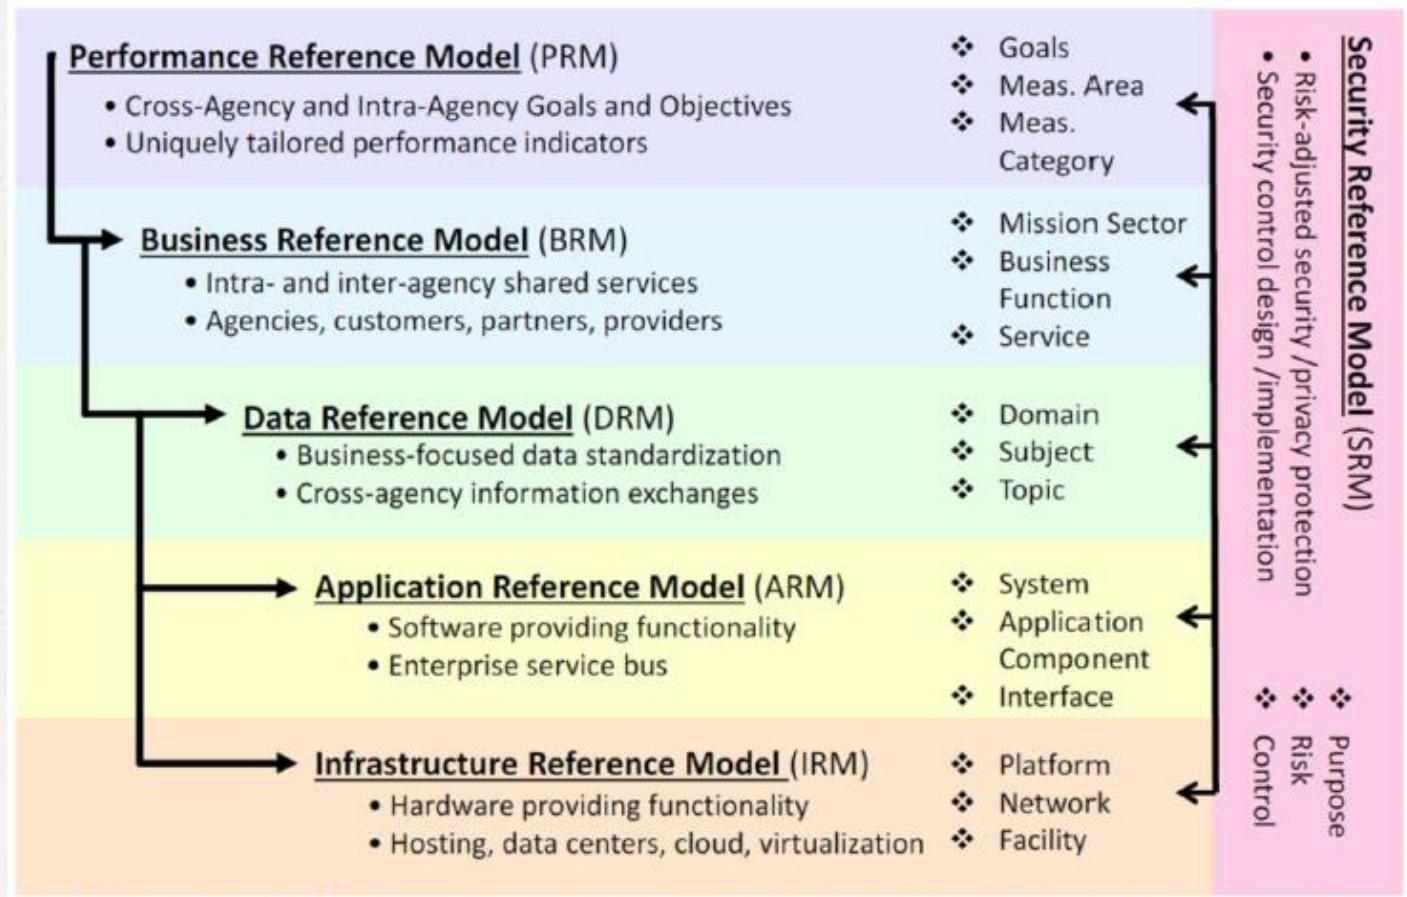 Performance Reference Model (PRM)
• Cross-Agency and Intra-Agency Goals and Objectives
• Uniquely tailored performance indicators
❖ Goals
❖ Meas. Area
❖ Meas.
Category
Business Reference Model (BRM)
• Intra- and inter-agency shared services
• Agencies, customers, partners, providers
❖ Mission Sector
❖ Business
Function
❖ Service
Data Reference Model (DRM)
• Business-focused data standardization
• Cross-agency information exchanges
❖ Domain
❖ Subject
❖ Topic
Application Reference Model (ARM)
• Software providing functionality
• Enterprise service bus
❖ System
❖ Application
Component
❖ Interface
Infrastructure Reference Model (IRM)
• Hardware providing functionality
• Hosting, data centers, cloud, virtualization
❖ Platform
❖ Network
❖ Facility
Security Reference Model (SRM)
• Risk-adjusted security /privacy protection
• Security control design /implementation
❖ Purpose
❖ Risk
❖ Control